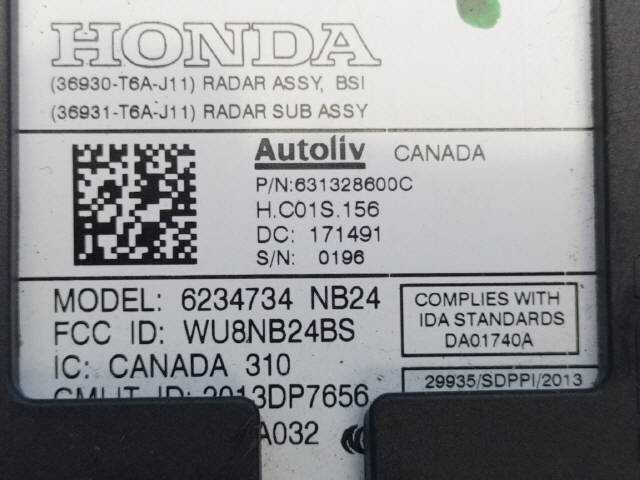 HONDA
(36930-T6A-J11) RADAR ASSY, BSI
(36931-T6A-J11) RADAR SUB ASSY
Autoliv CANADA
P/N:631328600C
H.C01S.156
DC: 171491
S/N: 0196
MODEL: 6234734 NB24
FCC ID: WU8NB24BS
IC: CANADA 310
CMIIT ID: 2013DP7656
A032
COMPLIES WITH
IDA STANDARDS
DA01740A
29935/SDPPI/2013